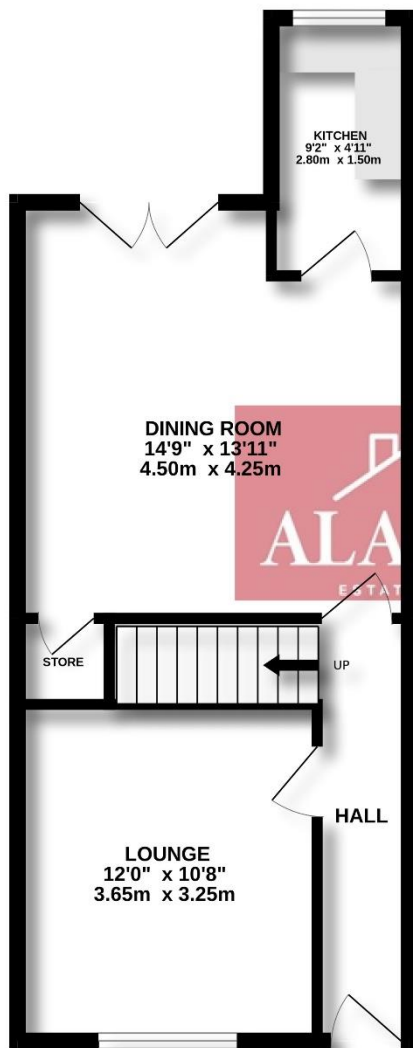 KITCHEN
9'2" x 4'11"
2.80m x 1.50m
DINING ROOM
14'9" x 13'11"
4.50m x 4.25m
ALA
ESTAT
STORE
UP
HALL
LOUNGE
12'0" x 10'8"
3.65m x 3.25m